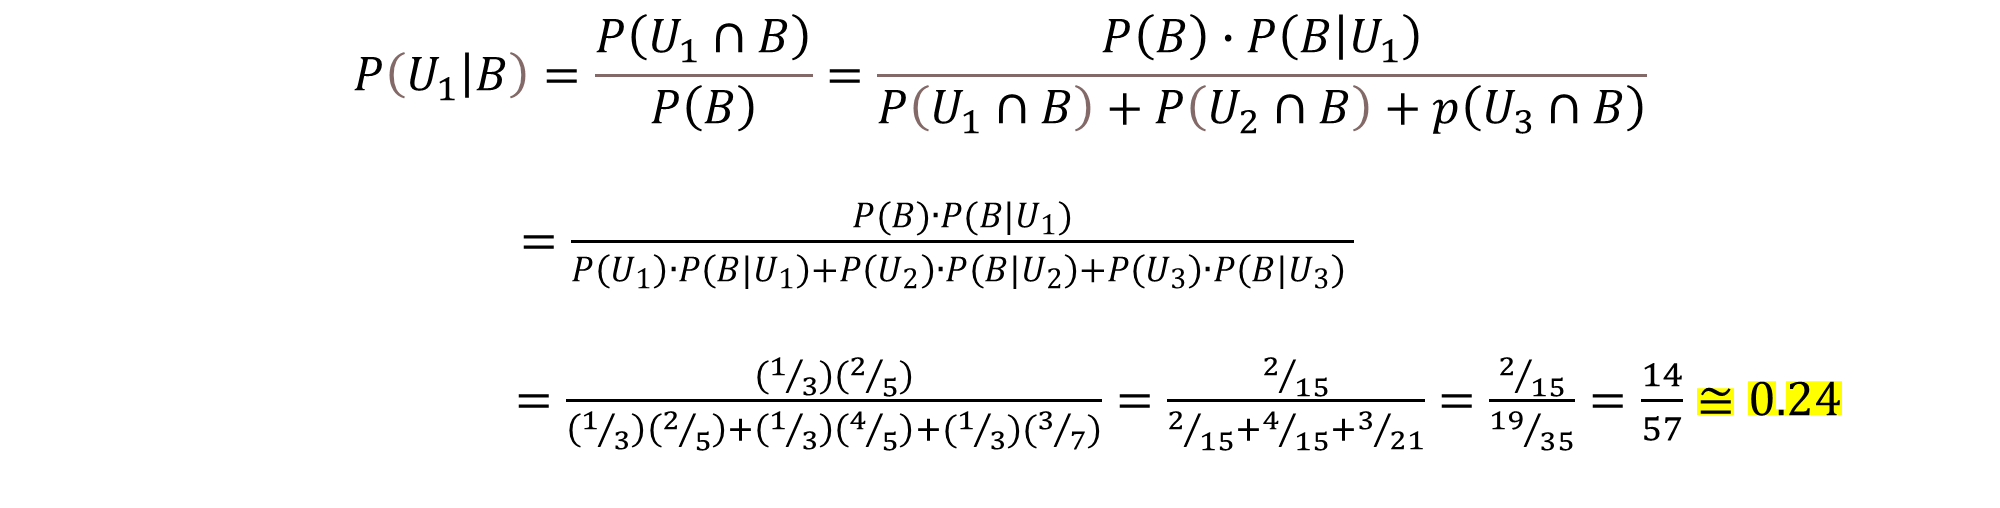 P(U₁|B) = P(U₁ ∩ B) / P(B) = P(B) · P(B|U₁) / P(U₁ ∩ B) + P(U₂ ∩ B) + p(U₃ ∩ B)
= P(B)·P(B|U₁) / P(U₁)·P(B|U₁)+P(U₂)·P(B|U₂)+P(U₃)·P(B|U₃)
= (1/3)(2/5) / (1/3)(2/5)+(1/3)(4/5)+(1/3)(3/7) = 2/15 / 2/15+4/15+3/21 = 2/15 / 19/35 = 14/57 ≅ 0.24